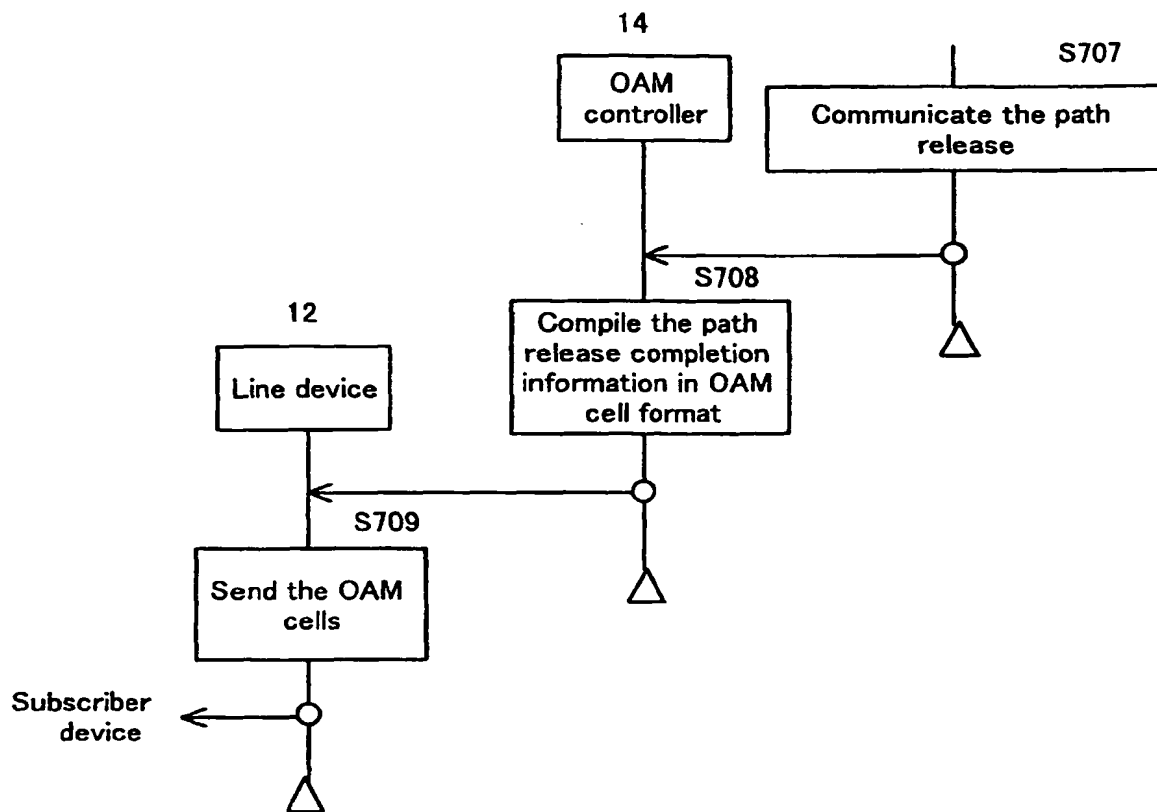 14
OAM
controller
S707
Communicate the path
release
S708
Compile the path
release completion
information in OAM
cell format
12
Line device
S709
Send the OAM
cells
Subscriber
device